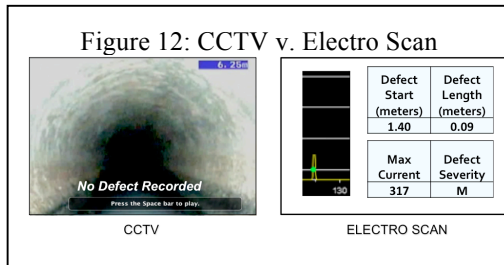 Figure 12: CCTV v. Electro Scan
6.25m
No Defect Recorded
Press the Space bar to play.
CCTV
130
Defect Start (meters)
Defect Length (meters)
1.40
0.09
Max Current
Defect Severity
317
M
ELECTRO SCAN